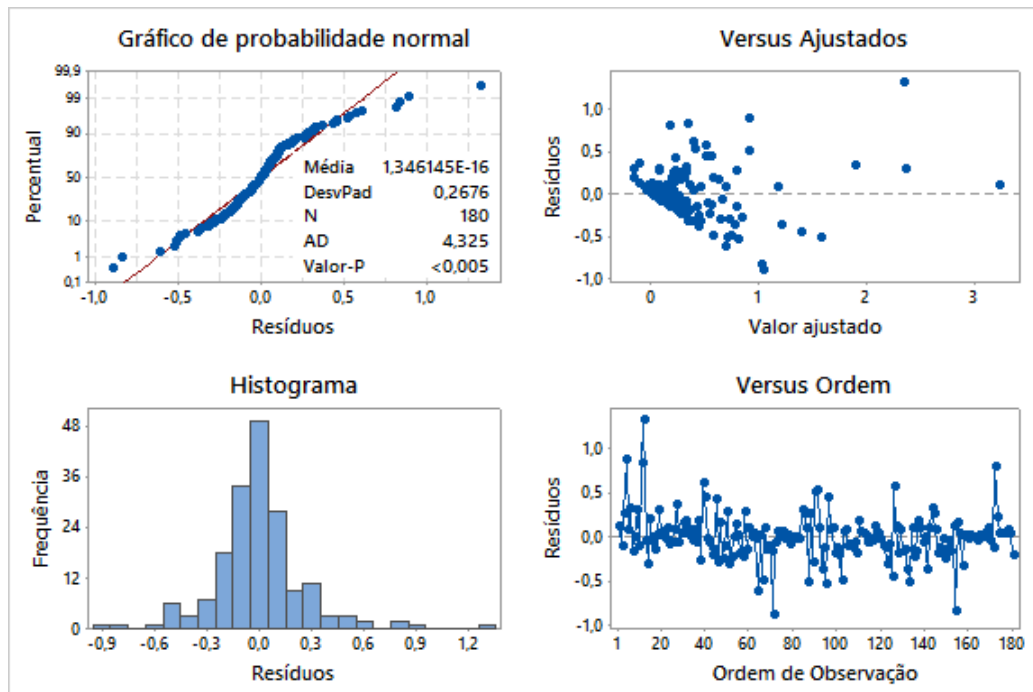 Gráfico de probabilidade normal
99,9
99
90
50
10
1
0,1
Percentual
Média 1,346145E-16
DesvPad 0,2676
N 180
AD 4,325
Valor-P <0,005
-1,0 -0,5 0,0 0,5 1,0
Resíduos
Versus Ajustados
1,0
0,5
0,0
-0,5
-1,0
Resíduos
0 1 2 3
Valor ajustado
Histograma
48
36
24
12
0
Frequência
-0,9 -0,6 -0,3 0,0 0,3 0,6 0,9 1,2
Resíduos
Versus Ordem
1,0
0,5
0,0
-0,5
-1,0
Resíduos
1 20 40 60 80 100 120 140 160 180
Ordem de Observação